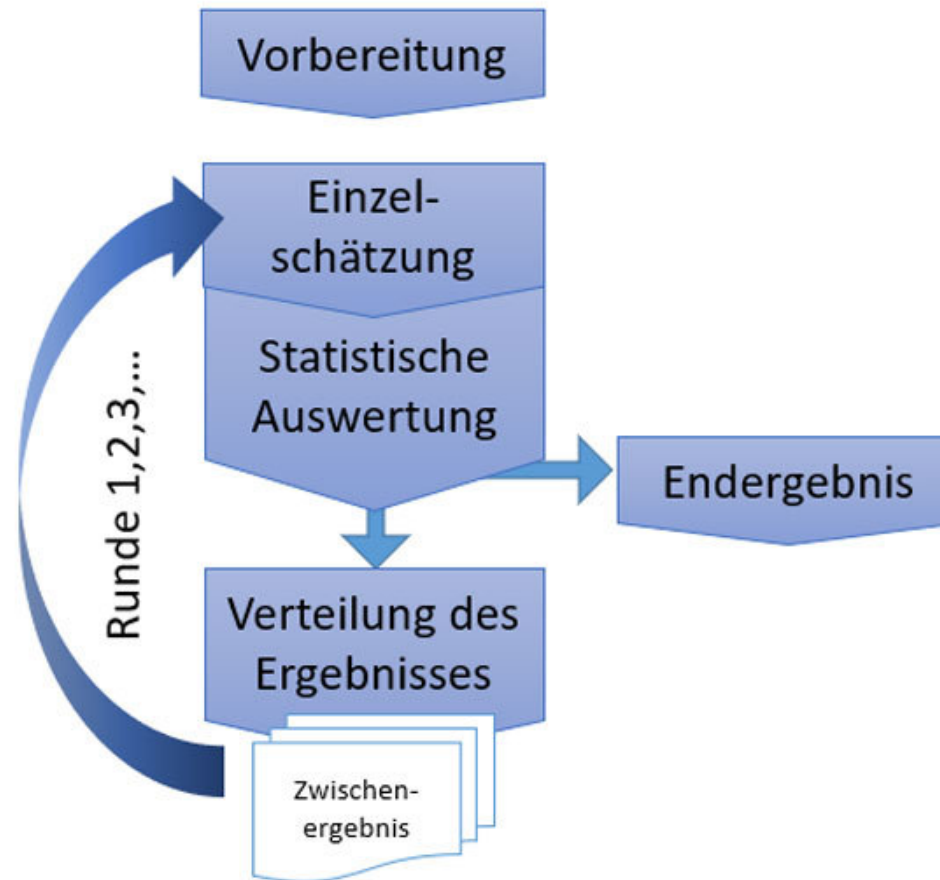 Vorbereitung
Einzel-
schätzung
Statistische
Auswertung
Runde 1,2,3,...
Endergebnis
Verteilung des
Ergebnisses
Zwischen-
ergebnis